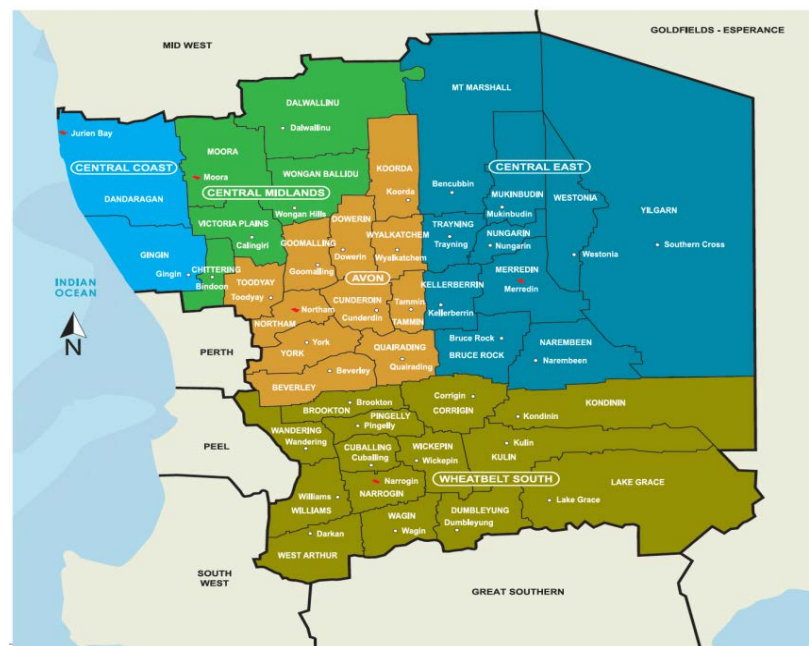 GOLDFIELDS - ESPERANCE
MID WEST
MT MARSHALL
DALWALLINU
Dalwallinu
Jurien Bay
MOORA
KOORDA
CENTRAL COAST
Moora
WONGAN BALLIDU
CENTRAL EAST
CENTRAL MIDLANDS
Bencubbin
MUKINBUDIN
Koorda
DANDARAGAN
WESTONIA
Wongan Hills
Mukinbudin
YILGARN
DOWERIN
VICTORIA PLAINS
TRAYNING
NUNGARIN
WYALKATCHEM
Calingiri
GOOMALLING
Trayning
Nungarin
Southern Cross
GINGIN
Dowerin
Wyalkatchem
Westonia
Goomalling
CHITTERING
Gingin
MERREDIN
AVON
INDIAN
OCEAN
Bindoon
TOODYAY
KELLERBERRIN
Merredin
Toodyay
CUNDERDIN
Tammin
Northam
Cunderdin
Kellerberrin
TAMMIN
NORTHAM
N
York
Bruce Rock
NAREMBEEN
PERTH
YORK
QUAIRADING
BRUCE ROCK
Narembeen
Beverley
Quairading
BEVERLEY
Corrigin
KONDININ
Brookton
BROOKTON
CORRIGIN
Kondinin
PINGELLY
WANDERING
Pingelly
PEEL
Wandering
CUBALLING
WICKEPIN
Kulin
Cuballing
Wickepin
KULIN
Narrogin
WHEATBELT SOUTH
LAKE GRACE
Williams
NARROGIN
Lake Grace
WILLIAMS
WAGIN
DUMBLEYUNG
Darkan
Wagin
Dumbleyung
WEST ARTHUR
SOUTH
WEST
GREAT SOUTHERN